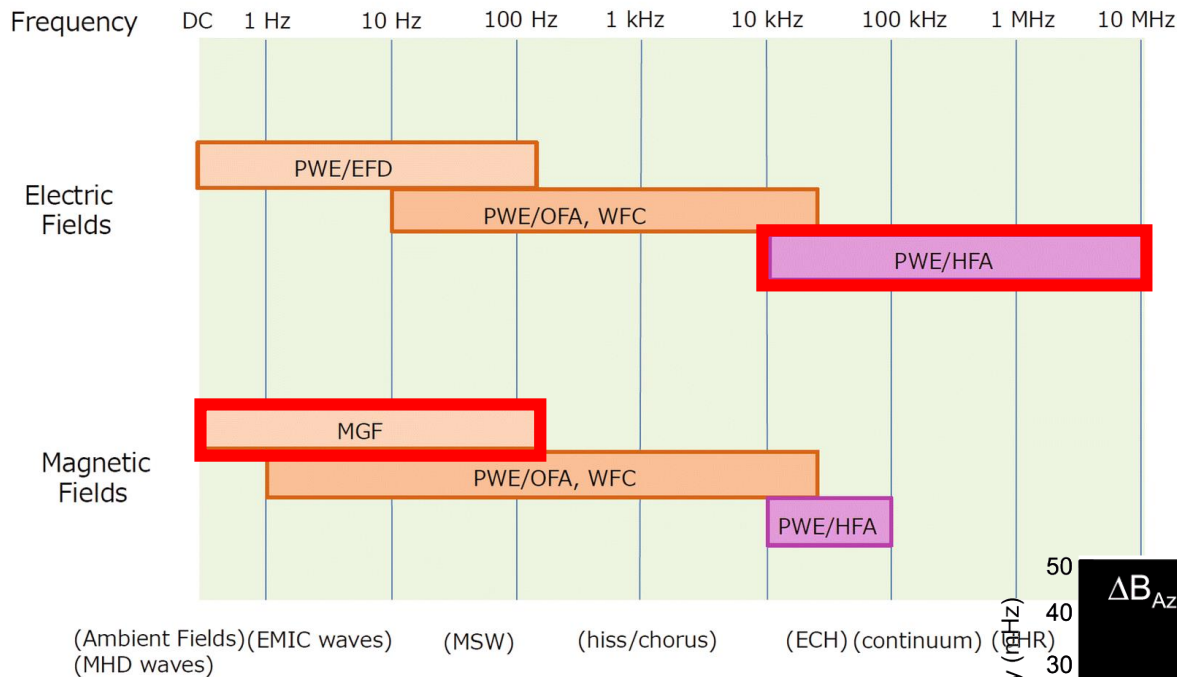 Frequency DC 1 Hz 10 Hz 100 Hz 1 kHz 10 kHz 100 kHz 1 MHz 10 MHz
PWE/EFD
Electric
Fields
PWE/OFA, WFC
PWE/HFA
MGF
Magnetic
Fields
PWE/OFA, WFC
PWE/HFA
(Ambient Fields) (EMIC waves) (MSW) (hiss/chorus) (ECH) (continuum)
(MHD waves)
50
ΔB_Az
40
30
(mHz)